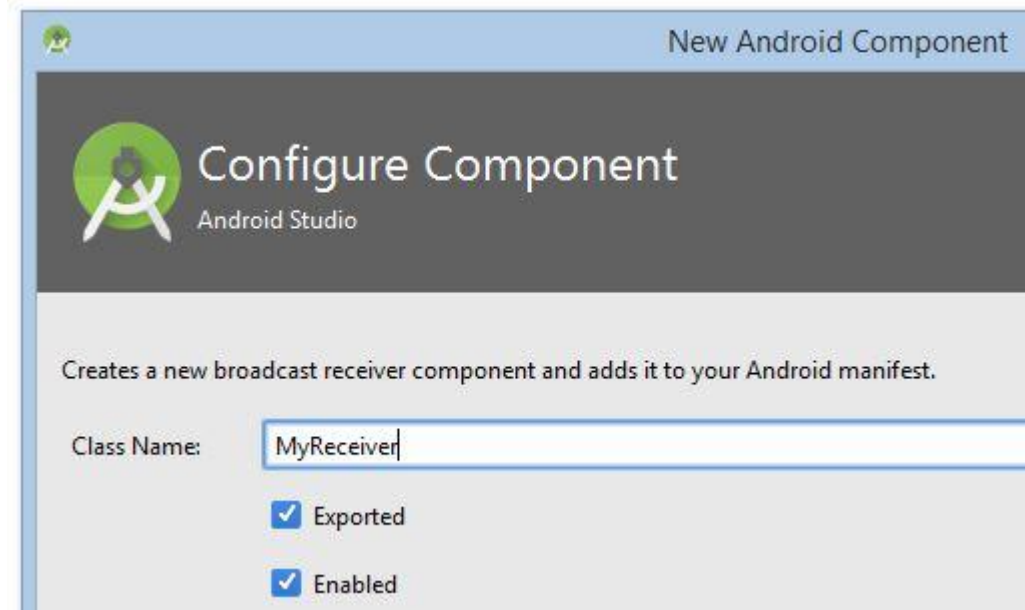 New Android Component
Configure Component
Android Studio
Creates a new broadcast receiver component and adds it to your Android manifest.
Class Name: MyReceiver
Exported
Enabled